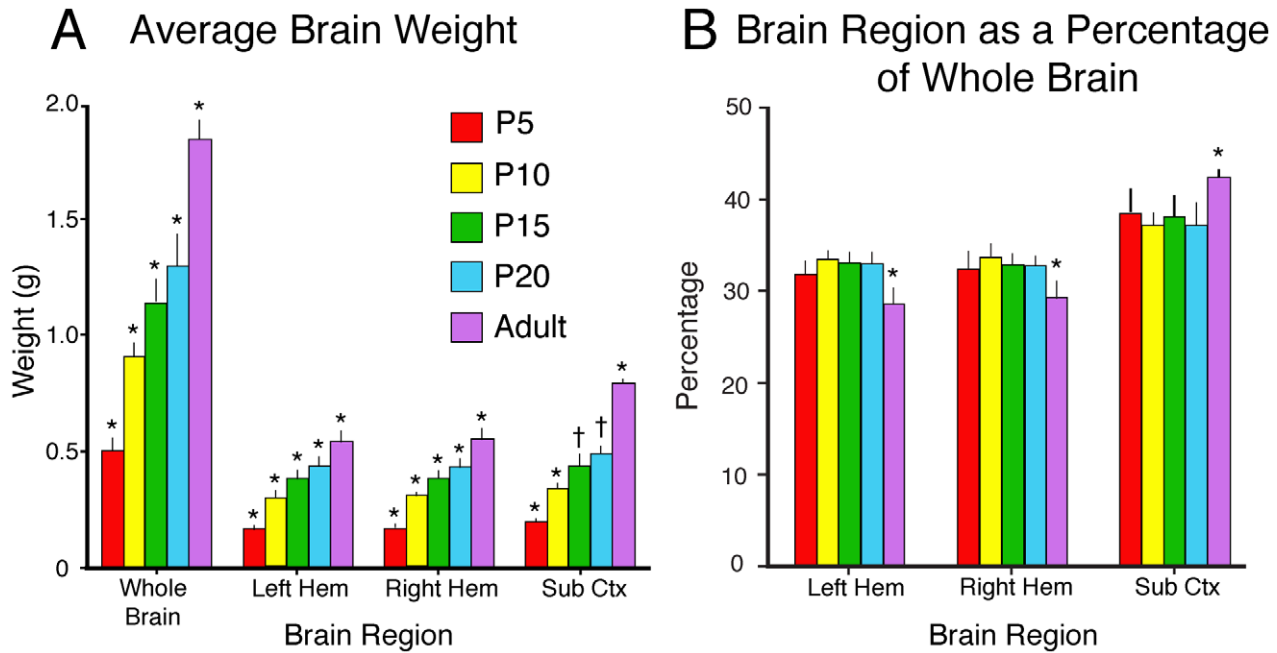 A Average Brain Weight
2.0
1.5
1.0
0.5
0
Weight (g)
* * * * *
* * * * *
* * * * *
* * † † *
P5
P10
P15
P20
Adult
Whole
Brain
Left Hem
Right Hem
Sub Ctx
Brain Region
B Brain Region as a Percentage
of Whole Brain
50
40
30
20
10
0
Percentage
*
*
*
Left Hem
Right Hem
Sub Ctx
Brain Region